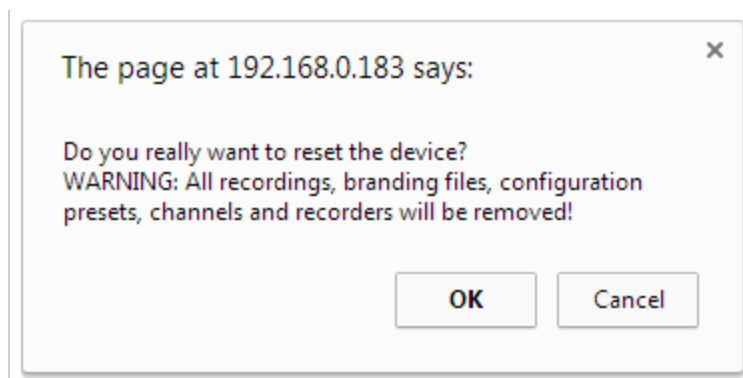 The page at 192.168.0.183 says:
Do you really want to reset the device?
WARNING: All recordings, branding files, configuration
presets, channels and recorders will be removed!
OK
Cancel